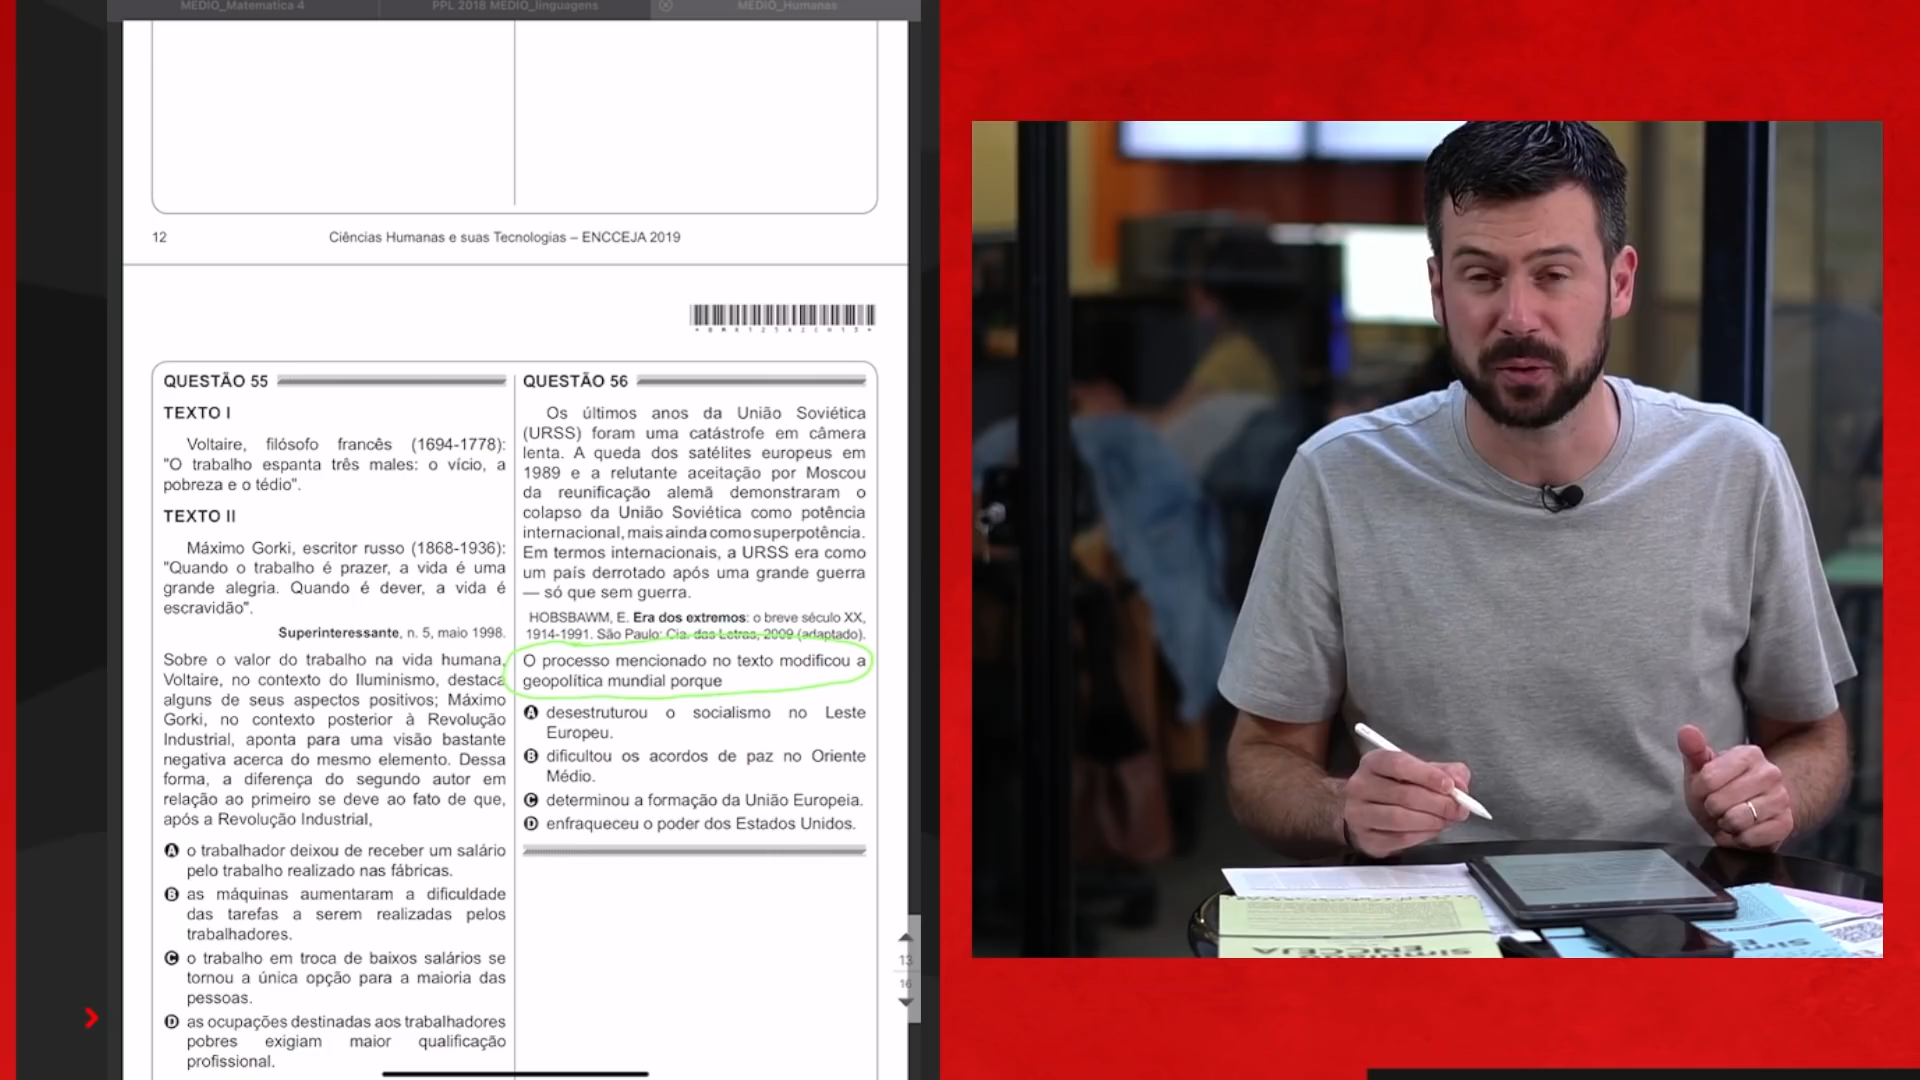 MEDIO_Matematica 4
PPL 2018 MEDIO_linguagens
MEDIO_Humanas
12
Ciências Humanas e suas Tecnologias – ENCCEJA 2019
QUESTÃO 55
TEXTO I
Voltaire, filósofo francês (1694-1778):
"O trabalho espanta três males: o vício, a
pobreza e o tédio".
TEXTO II
Máximo Gorki, escritor russo (1868-1936):
"Quando o trabalho é prazer, a vida é uma
grande alegria. Quando é dever, a vida é
escravidão".
Superinteressante, n. 5, maio 1998.
Sobre o valor do trabalho na vida humana,
Voltaire, no contexto do Iluminismo, destaca
alguns de seus aspectos positivos; Máximo
Gorki, no contexto posterior à Revolução
Industrial, aponta para uma visão bastante
negativa acerca do mesmo elemento. Dessa
forma, a diferença do segundo autor em
relação ao primeiro se deve ao fato de que,
após a Revolução Industrial,
A o trabalhador deixou de receber um salário
pelo trabalho realizado nas fábricas.
B as máquinas aumentaram a dificuldade
das tarefas a serem realizadas pelos
trabalhadores.
C o trabalho em troca de baixos salários se
tornou a única opção para a maioria das
pessoas.
D as ocupações destinadas aos trabalhadores
pobres exigiam maior qualificação
profissional.
QUESTÃO 56
Os últimos anos da União Soviética
(URSS) foram uma catástrofe em câmera
lenta. A queda dos satélites europeus em
1989 e a relutante aceitação por Moscou
da reunificação alemã demonstraram o
colapso da União Soviética como potência
internacional, mais ainda como superpotência.
Em termos internacionais, a URSS era como
um país derrotado após uma grande guerra
— só que sem guerra.
HOBSBAWM, E. Era dos extremos: o breve século XX,
1914-1991. São Paulo: Cia. das Letras, 2009 (adaptado).
O processo mencionado no texto modificou a
geopolítica mundial porque
A desestruturou o socialismo no Leste
Europeu.
B dificultou os acordos de paz no Oriente
Médio.
C determinou a formação da União Europeia.
D enfraqueceu o poder dos Estados Unidos.
13
16
ENCCEJA